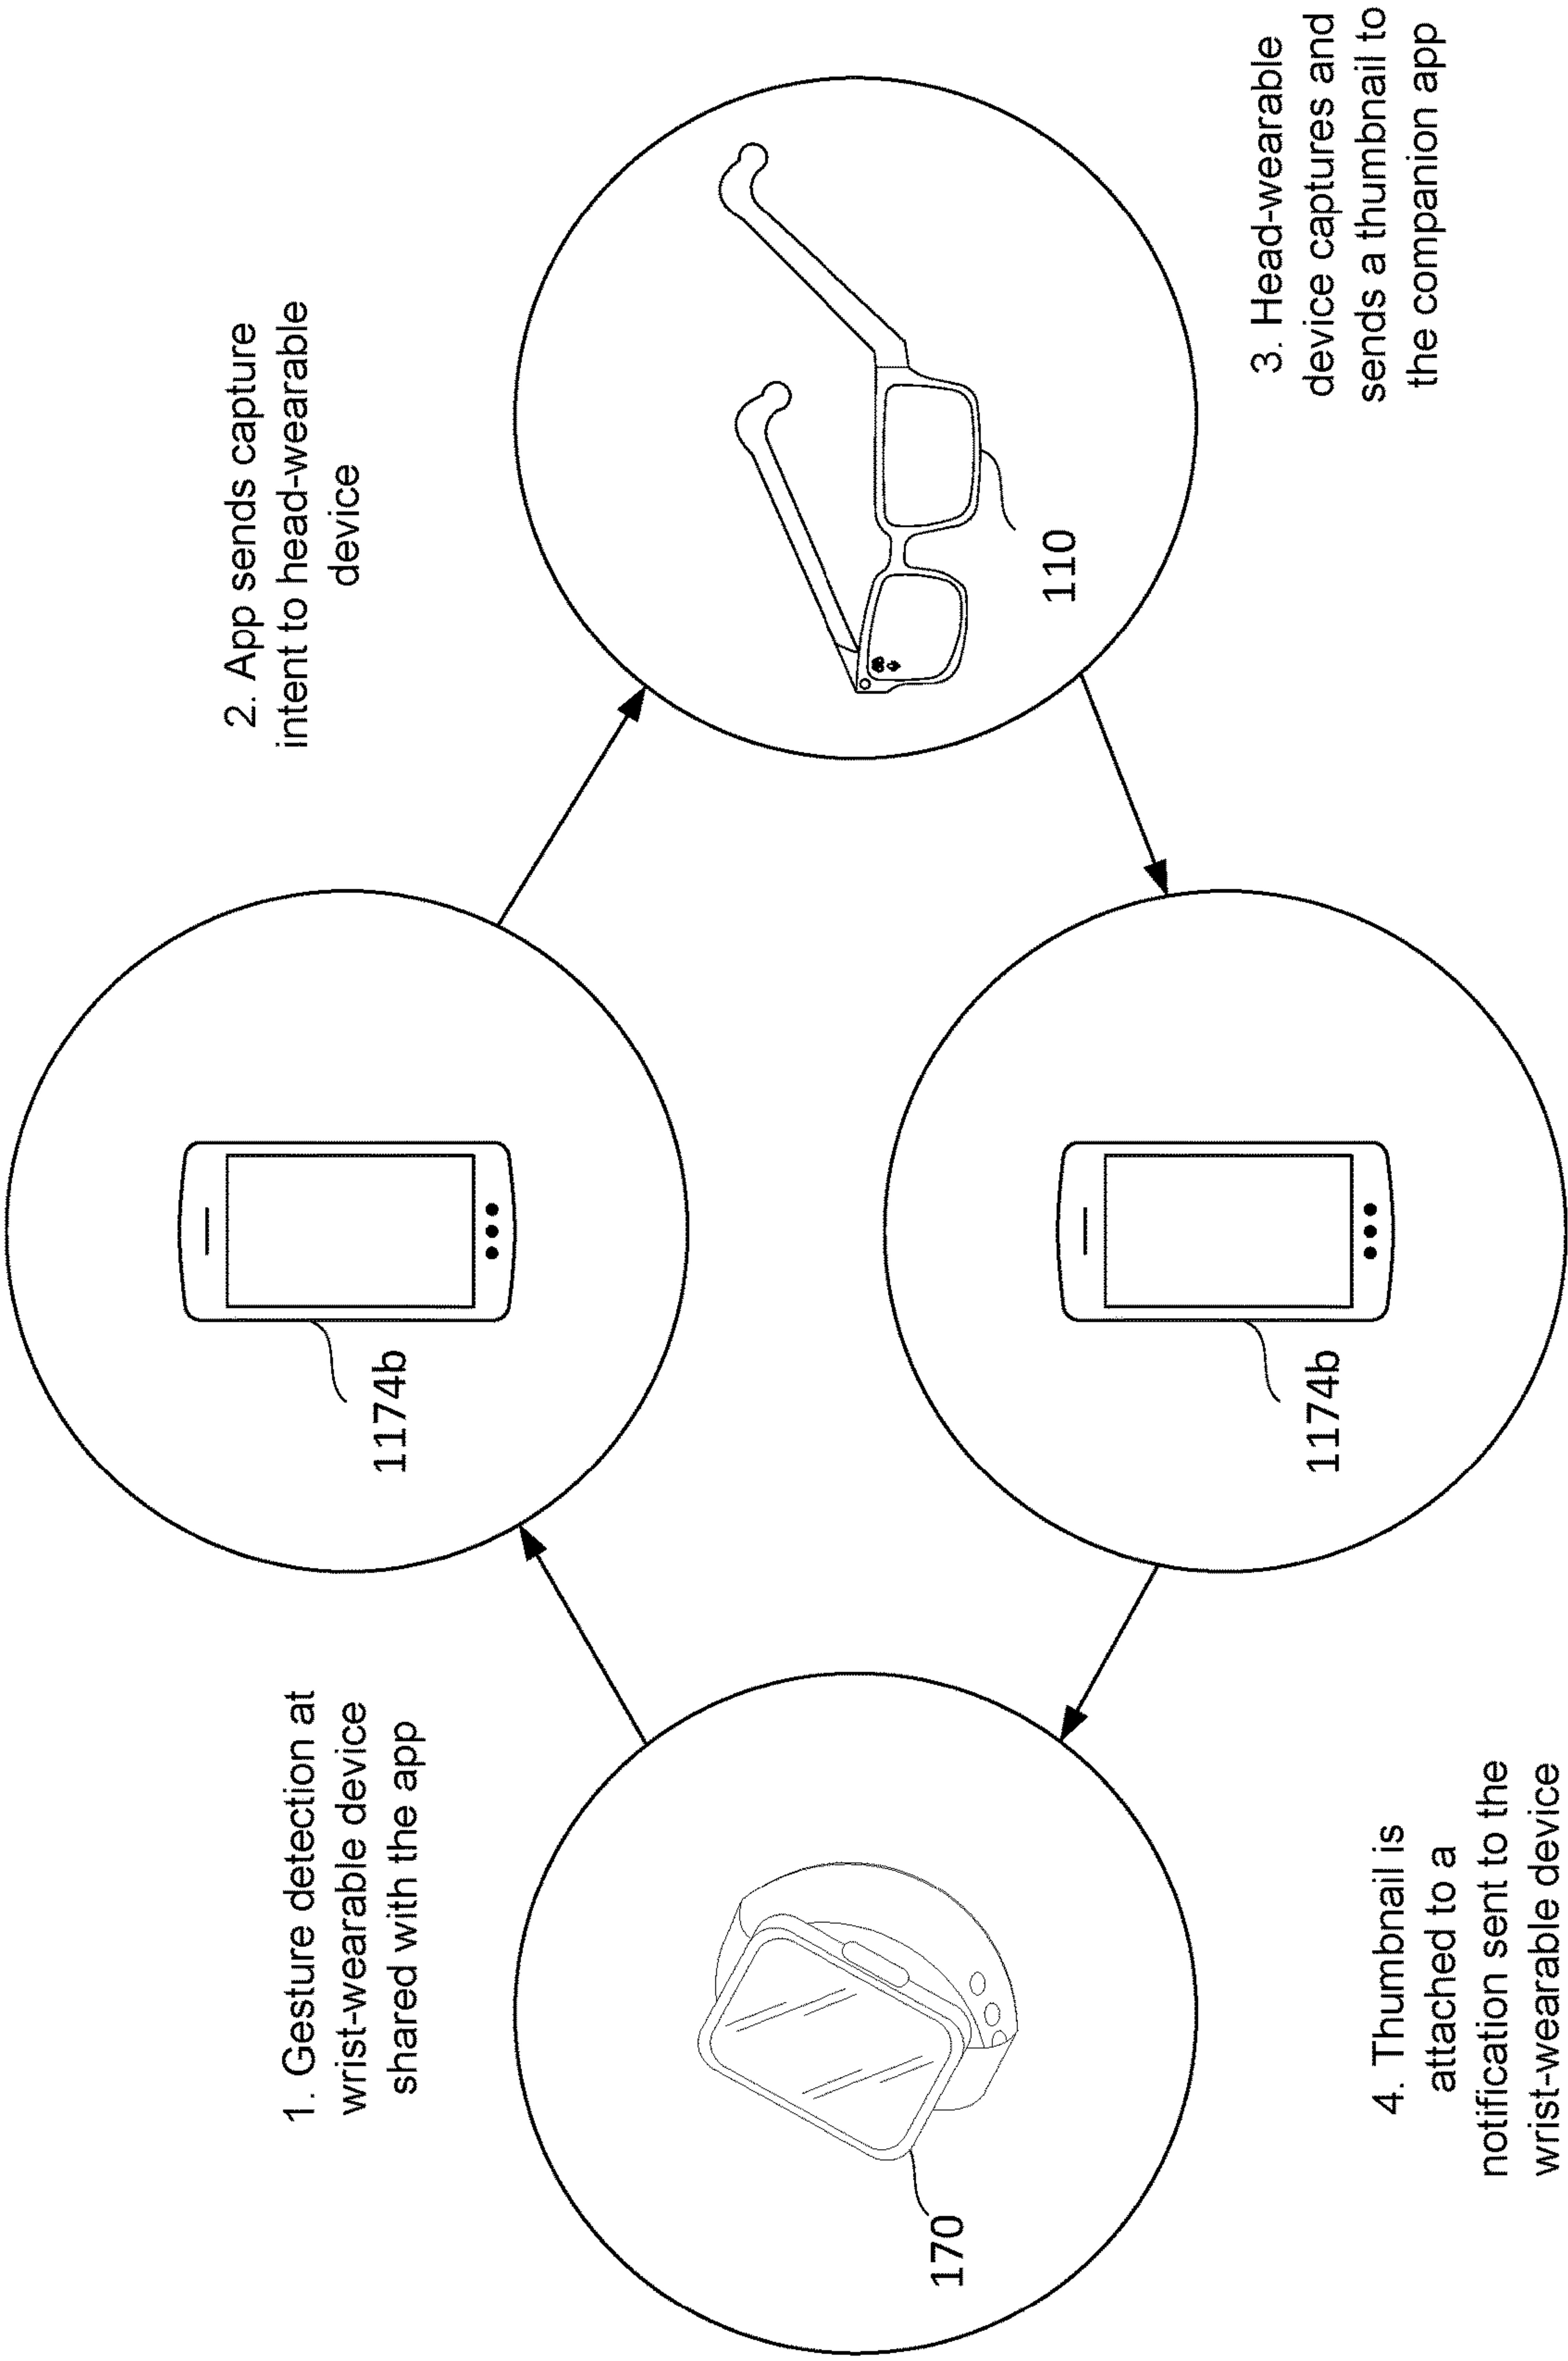 1. Gesture detection at
wrist-wearable device
shared with the app
2. App sends capture
intent to head-wearable
device
1174b
170
110
1174b
4. Thumbnail is
attached to a
notification sent to the
wrist-wearable device
3. Head-wearable
device captures and
sends a thumbnail to
the companion app